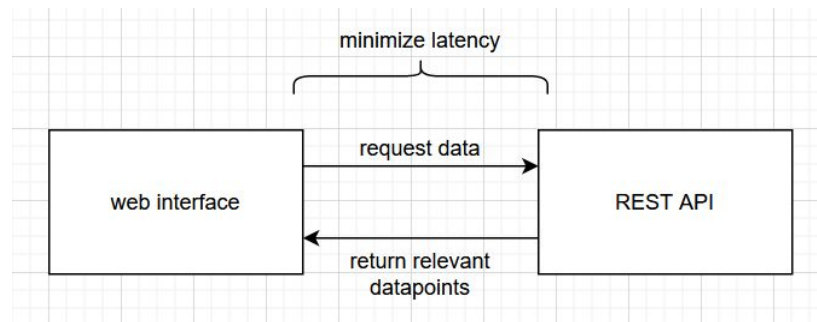 minimize latency
request data
web interface
REST API
return relevant
datapoints